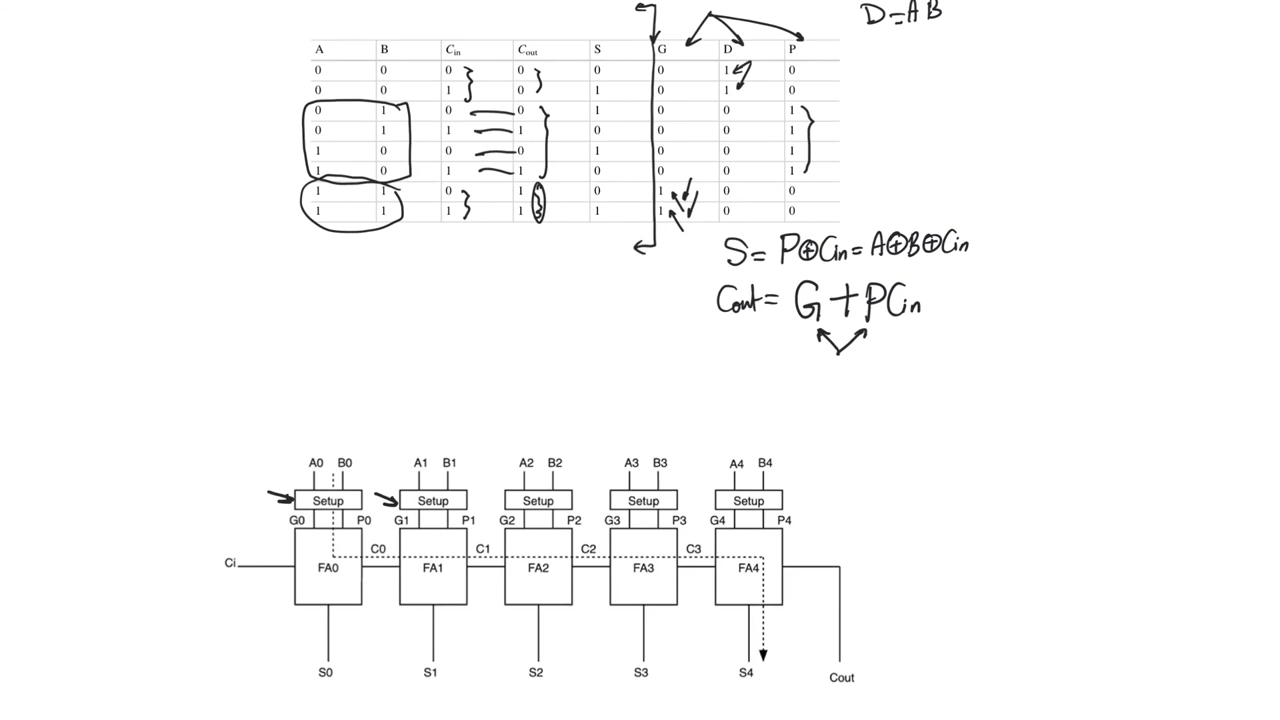 D=AB
A B Cin Cout S G D P
0 0 0 0 0 0 1 0
0 0 1 0 1 0 1 0
0 1 0 0 1 0 0 1
0 1 1 1 0 0 0 1
1 0 0 0 1 0 0 1
1 0 1 1 0 0 0 1
1 1 0 1 0 1 0 0
1 1 1 1 1 1 0 0
S= P⊕Cin= A⊕B⊕Cin
Cout= G+PCin
A0 B0 A1 B1 A2 B2 A3 B3 A4 B4
Setup Setup Setup Setup Setup
G0 P0 G1 P1 G2 P2 G3 P3 G4 P4
C0 C1 C2 C3
Ci FA0 FA1 FA2 FA3 FA4
S0 S1 S2 S3 S4 Cout